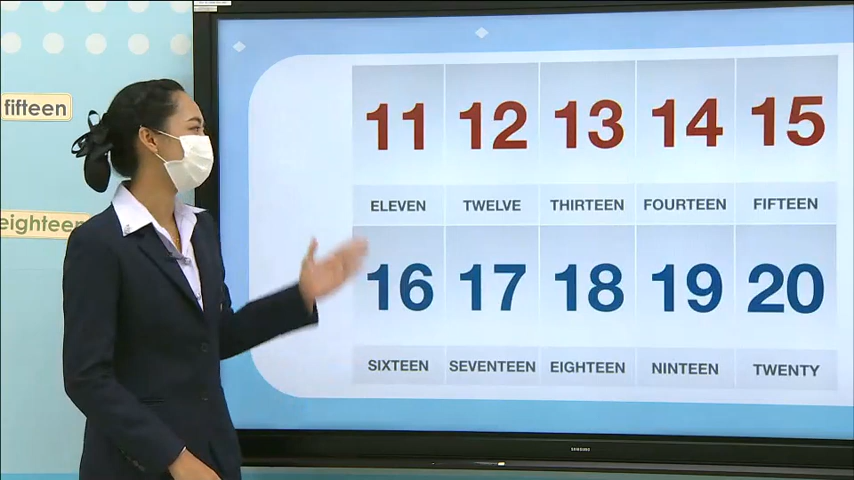 fifteen
eighteen
11 12 13 14 15
ELEVEN TWELVE THIRTEEN FOURTEEN FIFTEEN
16 17 18 19 20
SIXTEEN SEVENTEEN EIGHTEEN NINTEEN TWENTY
SAMSUNG